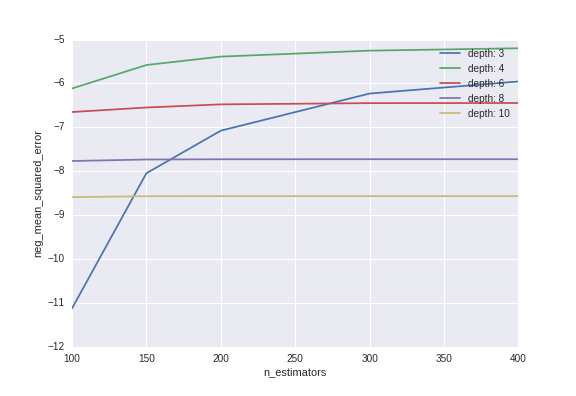 −5
−6
−7
−8
−9
−10
−11
−12
neg_mean_squared_error
depth: 3
depth: 4
depth: 6
depth: 8
depth: 10
100
150
200
250
300
350
400
n_estimators